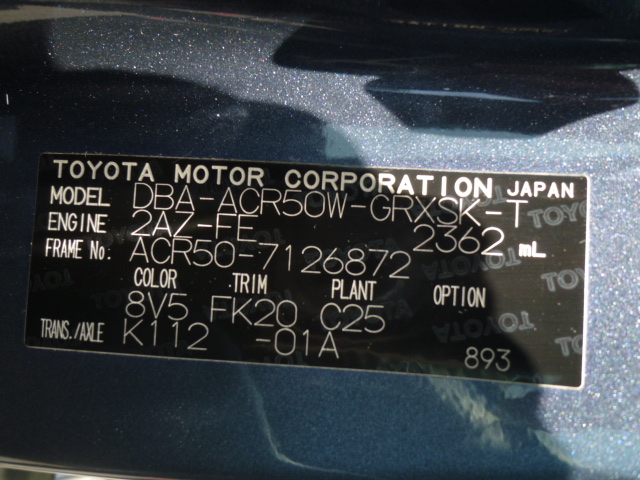 TOYOTA MOTOR CORPORATION JAPAN
MODEL DBA-ACR50W-GRXSK-T
ENGINE 2AZ-FE 2362 mL
FRAME No. ACR50-7126872
COLOR TRIM PLANT OPTION
8V5 FK20 C25
TRANS./AXLE K112 -01A 893